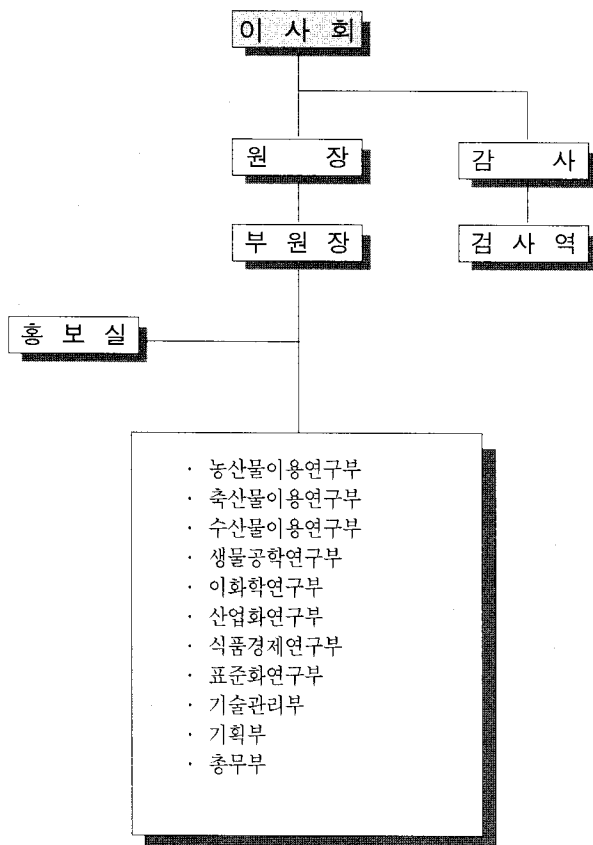 이 사 회
원 장
감 사
부 원 장
검 사 역
홍 보 실
· 농산물이용연구부
· 축산물이용연구부
· 수산물이용연구부
· 생물공학연구부
· 이화학연구부
· 산업화연구부
· 식품경제연구부
· 표준화연구부
· 기술관리부
· 기획부
· 총무부